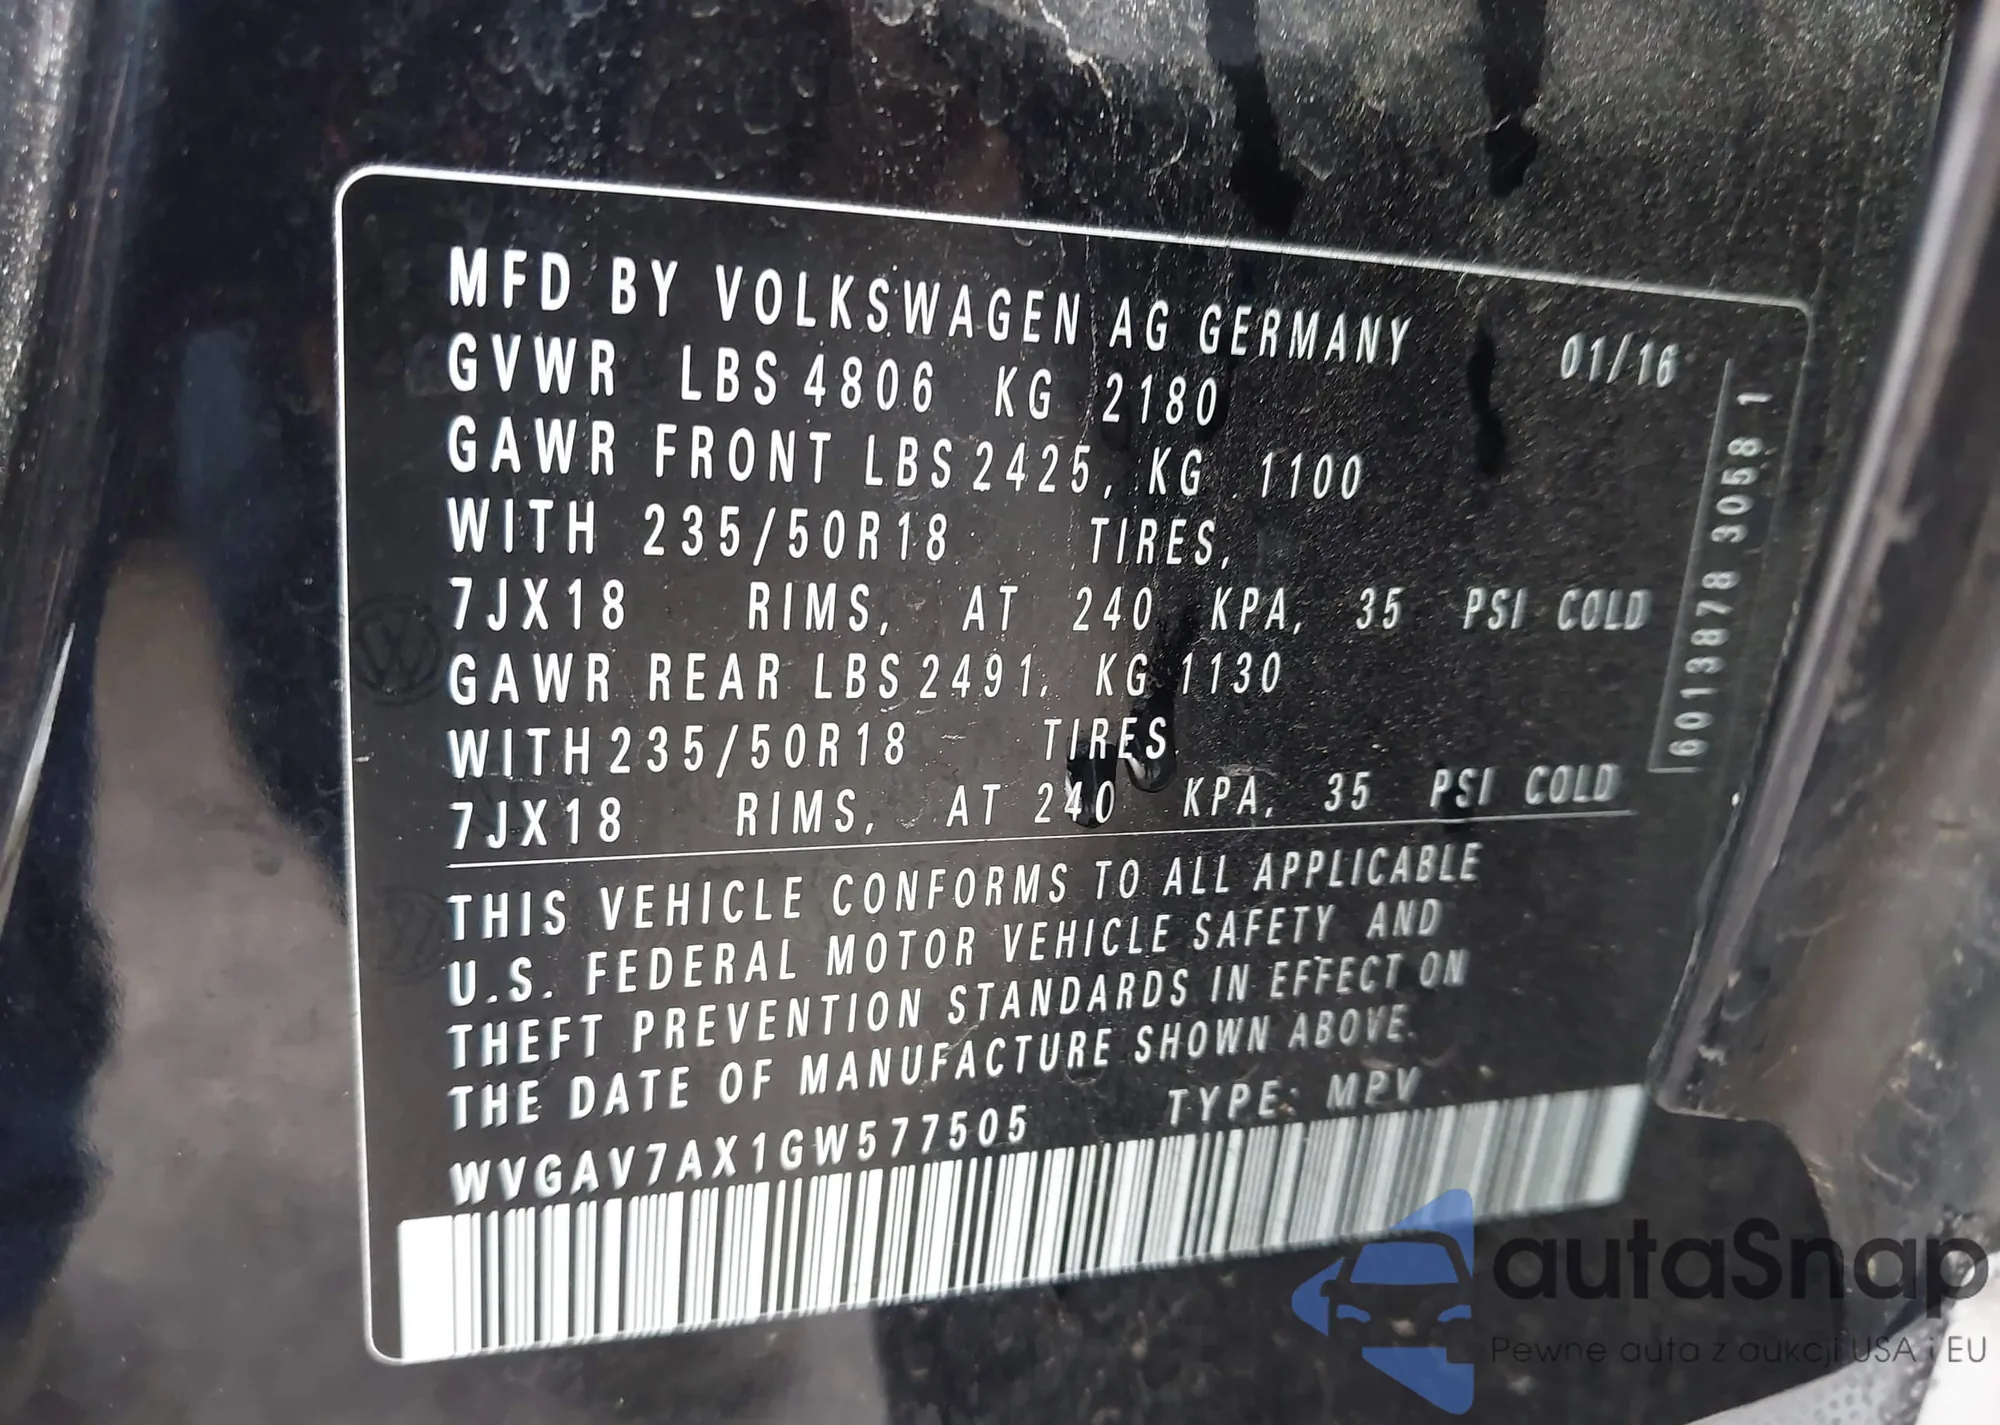 MFD BY VOLKSWAGEN AG GERMANY 01/16
GVWR LBS 4806 KG 2180
GAWR FRONT LBS 2425, KG 1100
WITH 235/50R18 TIRES,
7JX18 RIMS, AT 240 KPA, 35 PSI COLD
GAWR REAR LBS 2491, KG 1130
WITH 235/50R18 TIRES
7JX18 RIMS, AT 240 KPA, 35 PSI COLD
THIS VEHICLE CONFORMS TO ALL APPLICABLE
U.S. FEDERAL MOTOR VEHICLE SAFETY AND
THEFT PREVENTION STANDARDS IN EFFECT ON
THE DATE OF MANUFACTURE SHOWN ABOVE.
WVGAV7AX1GW577505 TYPE: MPV
6013878 3058 1
autaSnap
Pewne auta z aukcji USA i EU